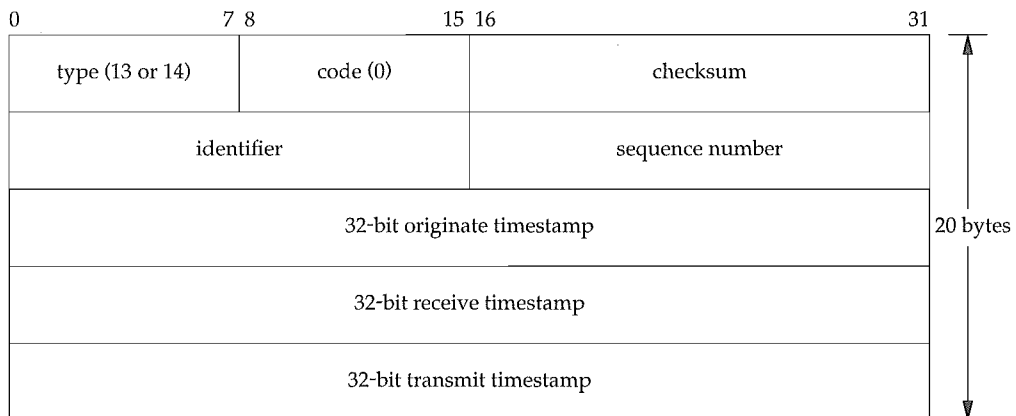 0 7 8 15 16 31
type (13 or 14) code (0) checksum
identifier sequence number
32-bit originate timestamp
20 bytes
32-bit receive timestamp
32-bit transmit timestamp